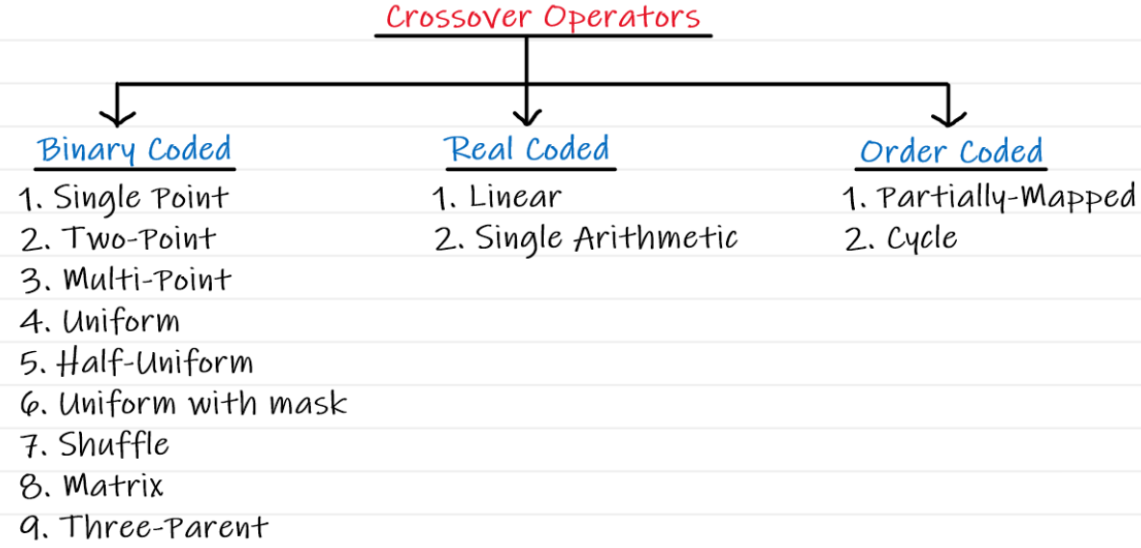 Crossover Operators
Binary Coded
1. Single Point
2. Two-Point
3. Multi-Point
4. Uniform
5. Half-Uniform
6. Uniform with mask
7. Shuffle
8. Matrix
9. Three-Parent
Real Coded
1. Linear
2. Single Arithmetic
Order Coded
1. Partially-Mapped
2. Cycle